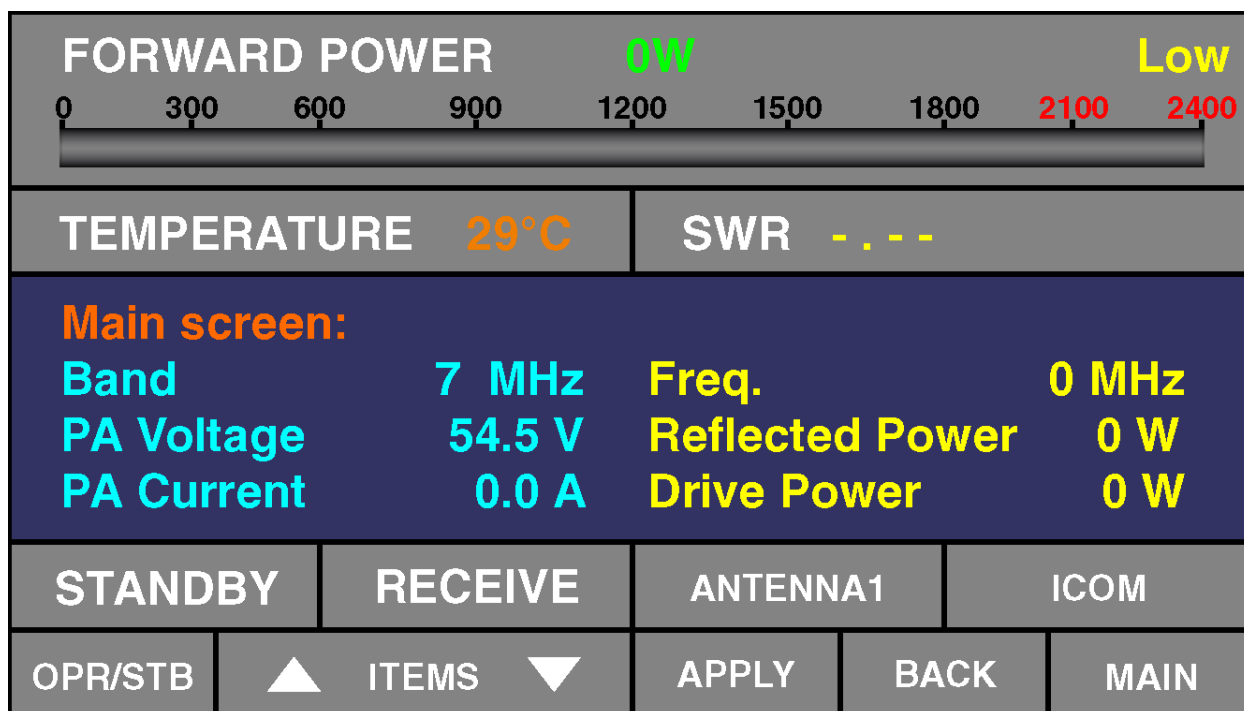 FORWARD POWER 0W Low
0 300 600 900 1200 1500 1800 2100 2400
TEMPERATURE 29°C SWR -.--
Main screen:
Band 7 MHz Freq. 0 MHz
PA Voltage 54.5 V Reflected Power 0 W
PA Current 0.0 A Drive Power 0 W
STANDBY RECEIVE ANTENNA1 ICOM
OPR/STB ▲ ITEMS ▼ APPLY BACK MAIN